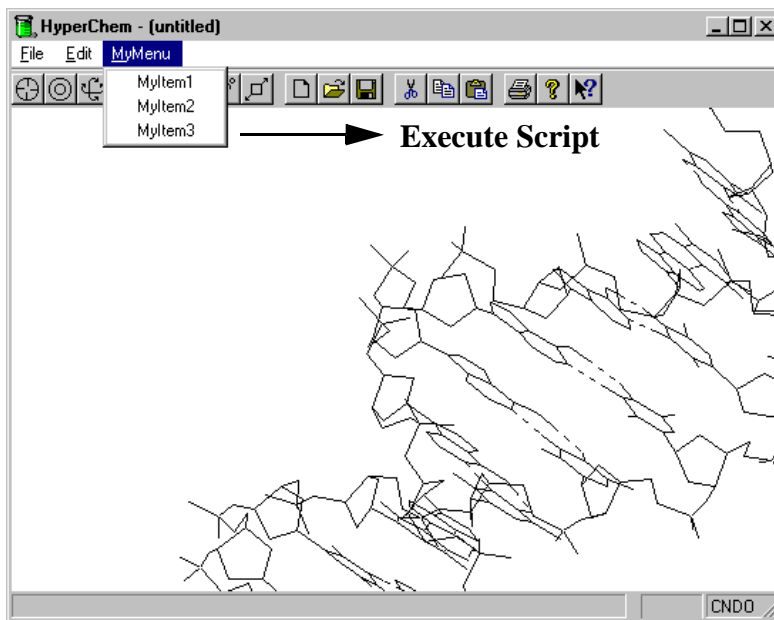 HyperChem - (untitled)
File Edit MyMenu
MyItem1
MyItem2
MyItem3
Execute Script
CNDO